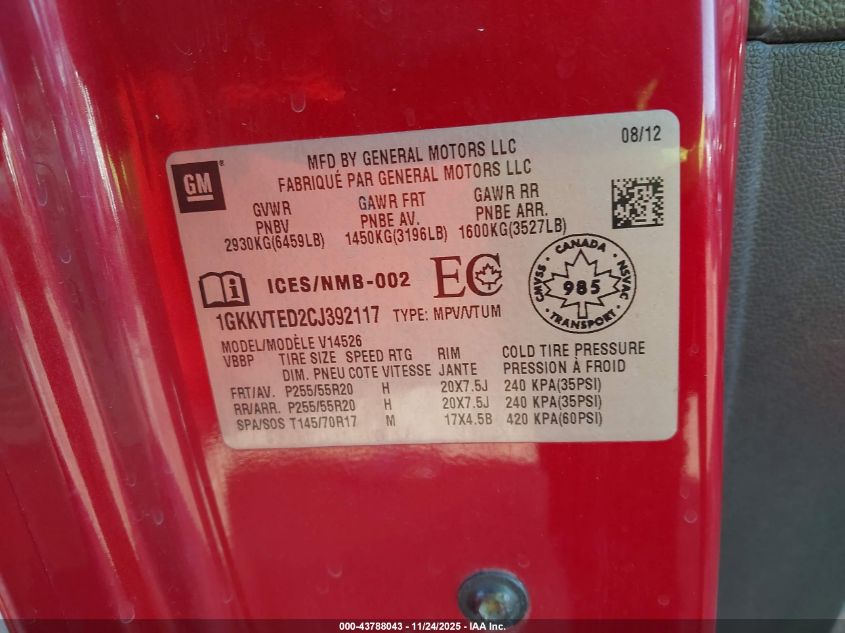 08/12
MFD BY GENERAL MOTORS LLC
FABRIQUÉ PAR GENERAL MOTORS LLC
GM
GVWR GAWR FRT GAWR RR
PNBV PNBE AV. PNBE ARR.
2930KG(6459LB) 1450KG(3196LB) 1600KG(3527LB)
ICES/NMB-002 EC
CANADA
CMVSS 985 NSVAC
TRANSPORT
1GKKVTED2CJ392117 TYPE: MPV/VTUM
MODEL/MODÈLE V14526
VBBP TIRE SIZE SPEED RTG RIM COLD TIRE PRESSURE
DIM. PNEU COTE VITESSE JANTE PRESSION À FROID
FRT/AV. P255/55R20 H 20X7.5J 240 KPA(35PSI)
RR/ARR. P255/55R20 H 20X7.5J 240 KPA(35PSI)
SPA/SOS T145/70R17 M 17X4.5B 420 KPA(60PSI)
000-43788043 • 11/24/2025 • IAA Inc.